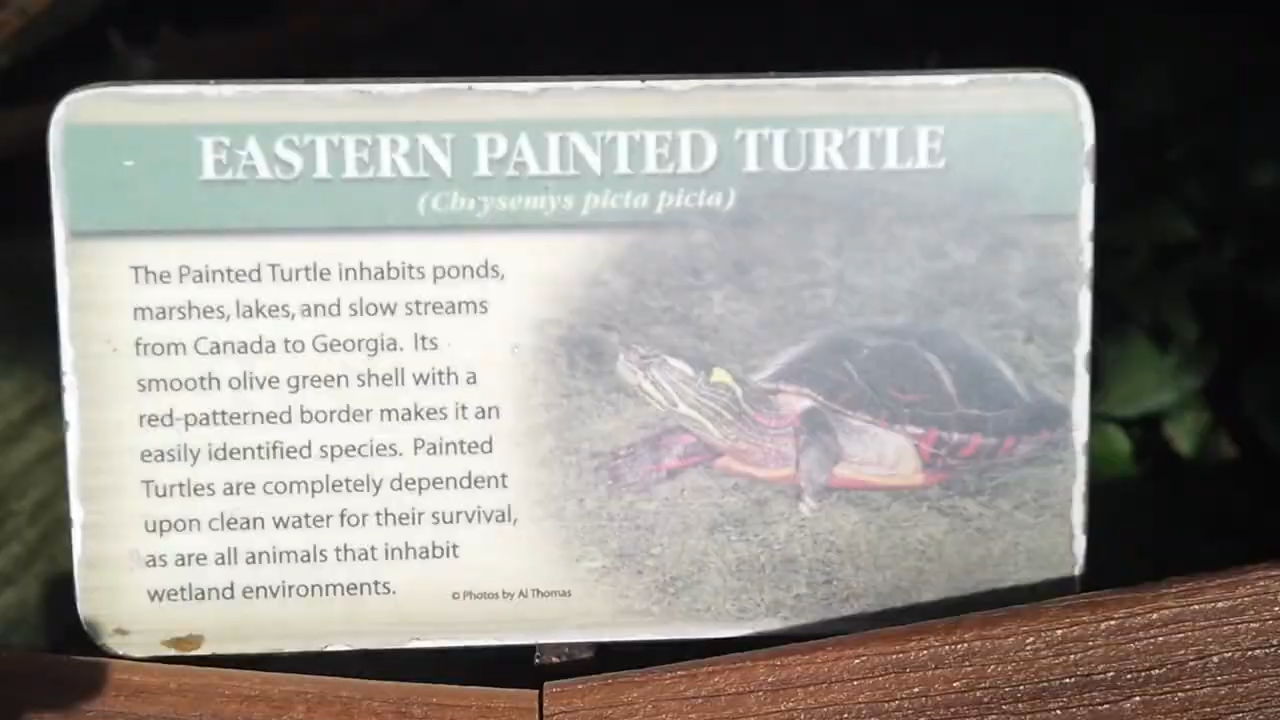 EASTERN PAINTED TURTLE
(Chrysemys picta picta)
The Painted Turtle inhabits ponds,
marshes, lakes, and slow streams
from Canada to Georgia. Its
smooth olive green shell with a
red-patterned border makes it an
easily identified species. Painted
Turtles are completely dependent
upon clean water for their survival,
as are all animals that inhabit
wetland environments.
© Photos by Al Thomas